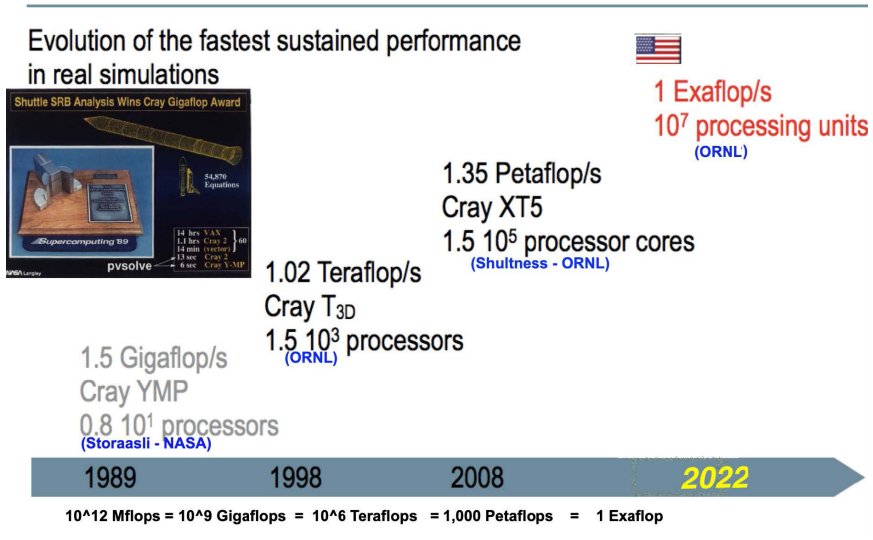 Evolution of the fastest sustained performance
in real simulations
Shuttle SRB Analysis Wins Cray Gigaflop Award
54,870
Equations
Supercomputing '89
14 hrs VAX
1.1 hrs Cray 2 } 60
14 min (vector)
13 sec Cray 2
6 sec Cray Y-MP
pvsolve
NASA Langley
1.5 Gigaflop/s
Cray YMP
0.8 10¹ processors
(Storaasli - NASA)
1.02 Teraflop/s
Cray T3D
1.5 10³ processors
(ORNL)
1.35 Petaflop/s
Cray XT5
1.5 10⁵ processor cores
(Shultness - ORNL)
1 Exaflop/s
10⁷ processing units
(ORNL)
1989 1998 2008 2022
10^12 Mflops = 10^9 Gigaflops = 10^6 Teraflops = 1,000 Petaflops = 1 Exaflop